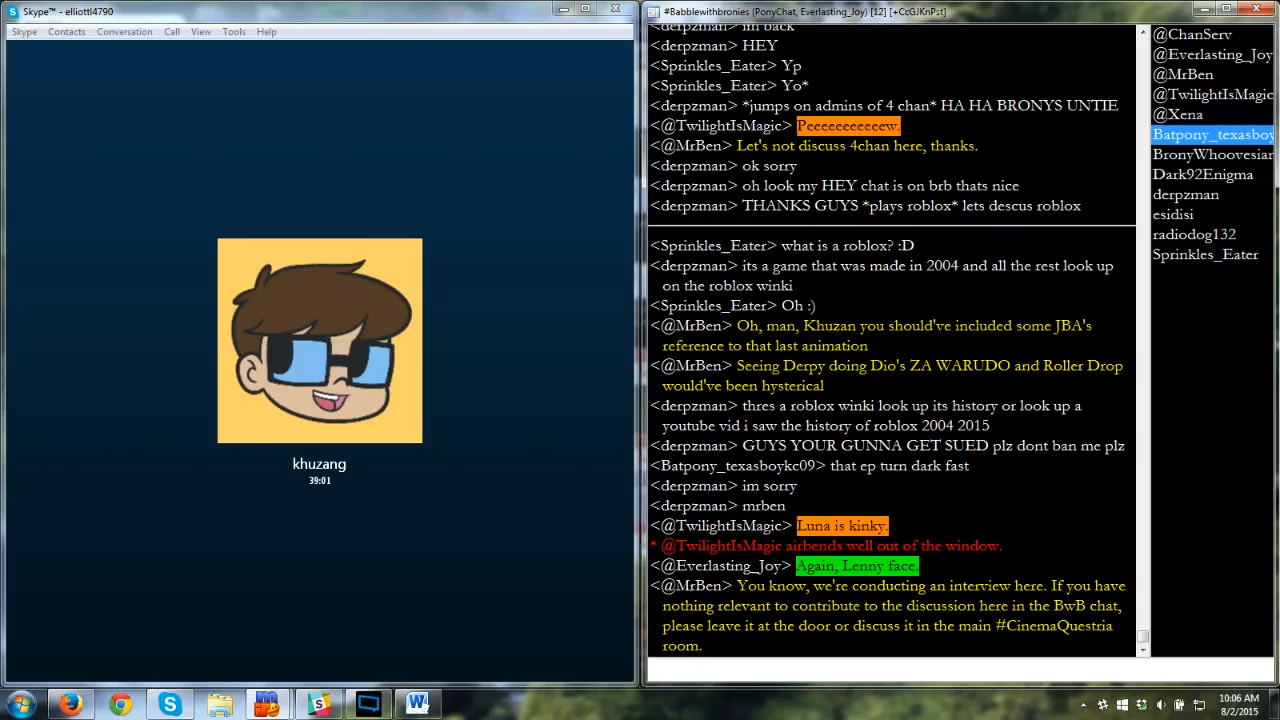 Skype™ - elliottl4790
Skype Contacts Conversation Call View Tools Help
khuzang
39:01
#Babblewithbronies (PonyChat, Everlasting_Joy) [12] [+CcGJKnPst]
<derpzman> im back
<derpzman> HEY
<Sprinkles_Eater> Yp
<Sprinkles_Eater> Yo*
<derpzman> *jumps on admins of 4 chan* HA HA BRONYS UNTIE
<@TwilightIsMagic> Peeeeeeeeeeew.
<@MrBen> Let's not discuss 4chan here, thanks.
<derpzman> ok sorry
<derpzman> oh look my HEY chat is on brb thats nice
<derpzman> THANKS GUYS *plays roblox* lets descus roblox
<Sprinkles_Eater> what is a roblox? :D
<derpzman> its a game that was made in 2004 and all the rest look up
on the roblox winki
<Sprinkles_Eater> Oh :)
<@MrBen> Oh, man, Khuzan you should've included some JBA's
reference to that last animation
<@MrBen> Seeing Derpy doing Dio's ZA WARUDO and Roller Drop
would've been hysterical
<derpzman> thres a roblox winki look up its history or look up a
youtube vid i saw the history of roblox 2004 2015
<derpzman> GUYS YOUR GUNNA GET SUED plz dont ban me plz
<Batpony_texasboykc09> that ep turn dark fast
<derpzman> im sorry
<derpzman> mrben
<@TwilightIsMagic> Luna is kinky.
* @TwilightIsMagic airbends well out of the window.
<@Everlasting_Joy> Again, Lenny face.
<@MrBen> You know, we're conducting an interview here. If you have
nothing relevant to contribute to the discussion here in the BwB chat,
please leave it at the door or discuss it in the main #CinemaQuestria
room.
@ChanServ
@Everlasting_Joy
@MrBen
@TwilightIsMagic
@Xena
Batpony_texasboy
BronyWhoovesian
Dark92Enigma
derpzman
esidisi
radiodog132
Sprinkles_Eater
10:06 AM
8/2/2015